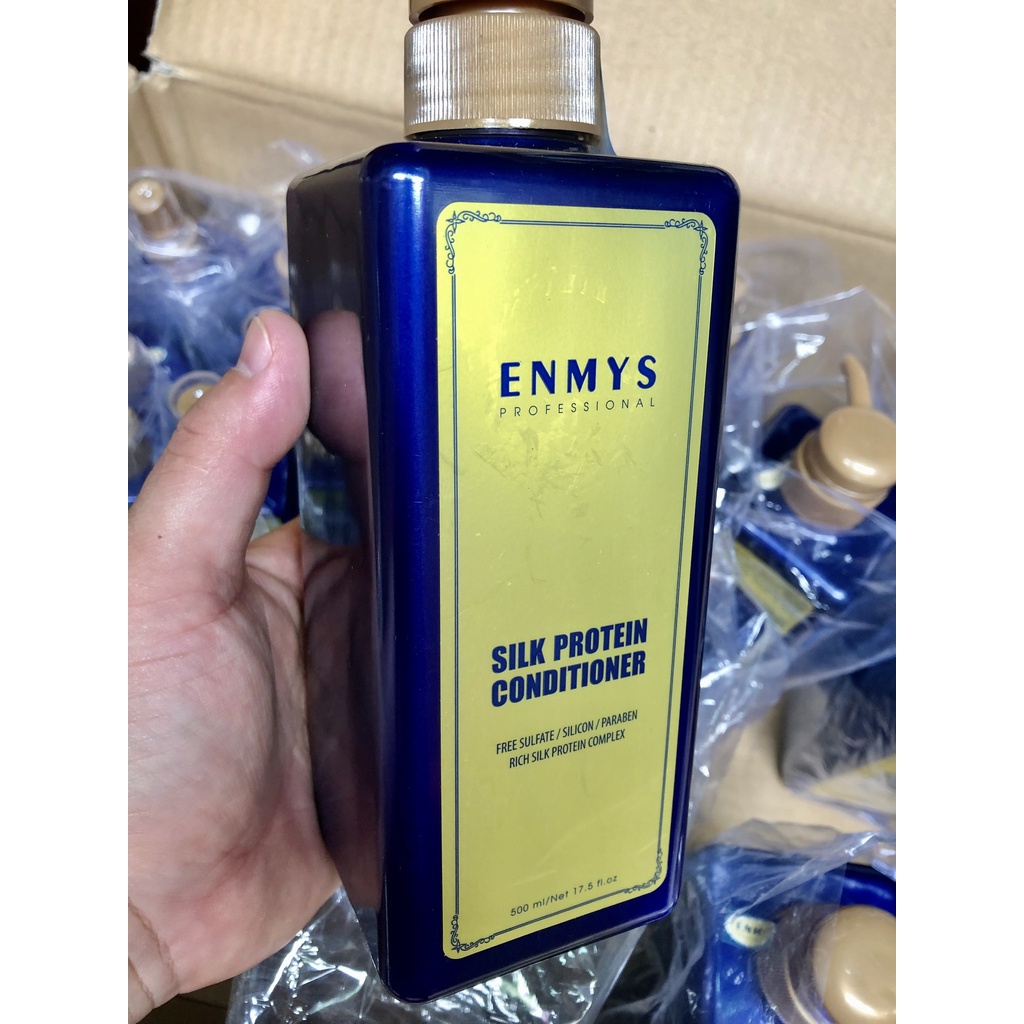 ENMYS
PROFESSIONAL
SILK PROTEIN
CONDITIONER
FREE SULFATE / SILICON / PARABEN
RICH SILK PROTEIN COMPLEX
500 ml/Net 17.5 fl.oz